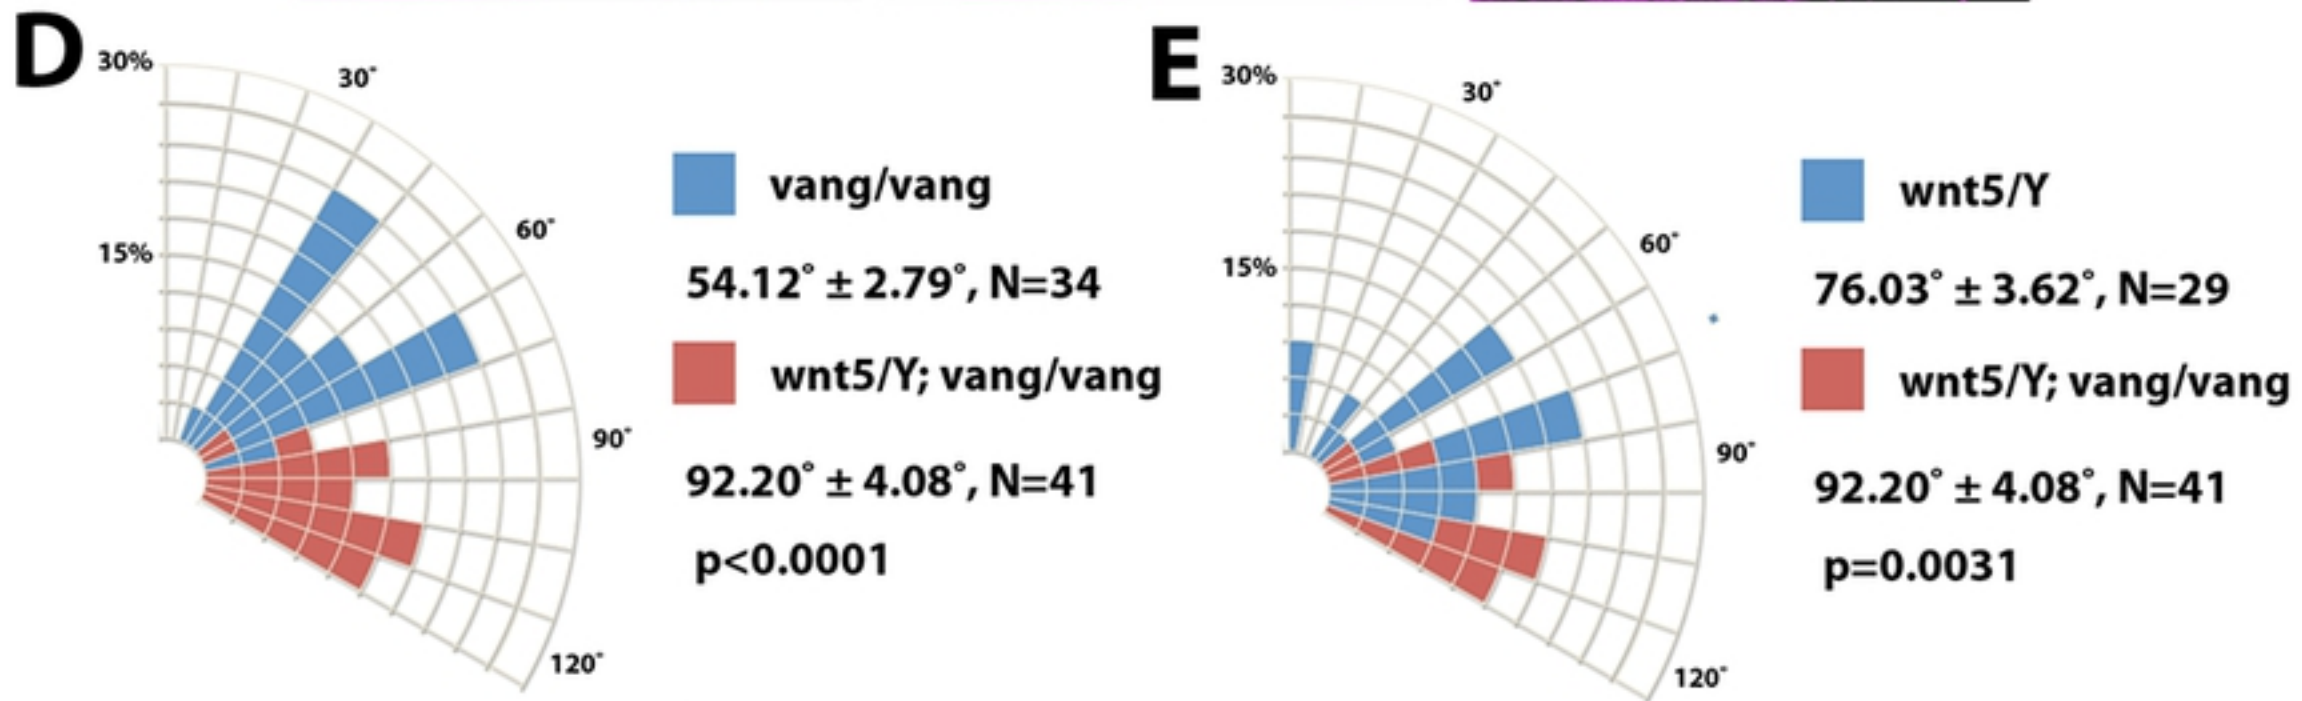 D
30%
30°
15%
60°
90°
120°
vang/vang
54.12° ± 2.79°, N=34
wnt5/Y; vang/vang
92.20° ± 4.08°, N=41
p<0.0001
E
30%
30°
15%
60°
90°
120°
wnt5/Y
76.03° ± 3.62°, N=29
wnt5/Y; vang/vang
92.20° ± 4.08°, N=41
p=0.0031